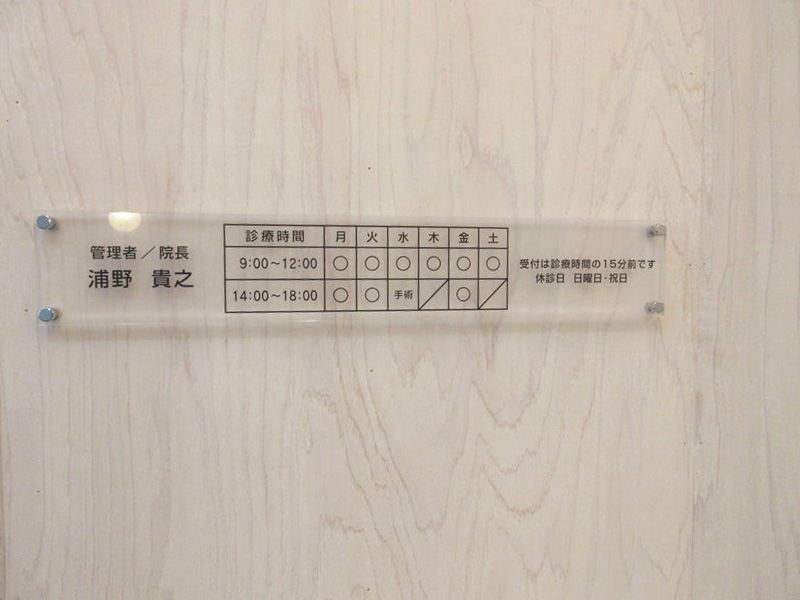 管理者／院長
浦野 貴之
診療時間 月 火 水 木 金 土
9:00～12:00 ○ ○ ○ ○ ○ ○
14:00～18:00 ○ ○ 手術 ／ ○ ／
受付は診療時間の15分前です
休診日 日曜日・祝日